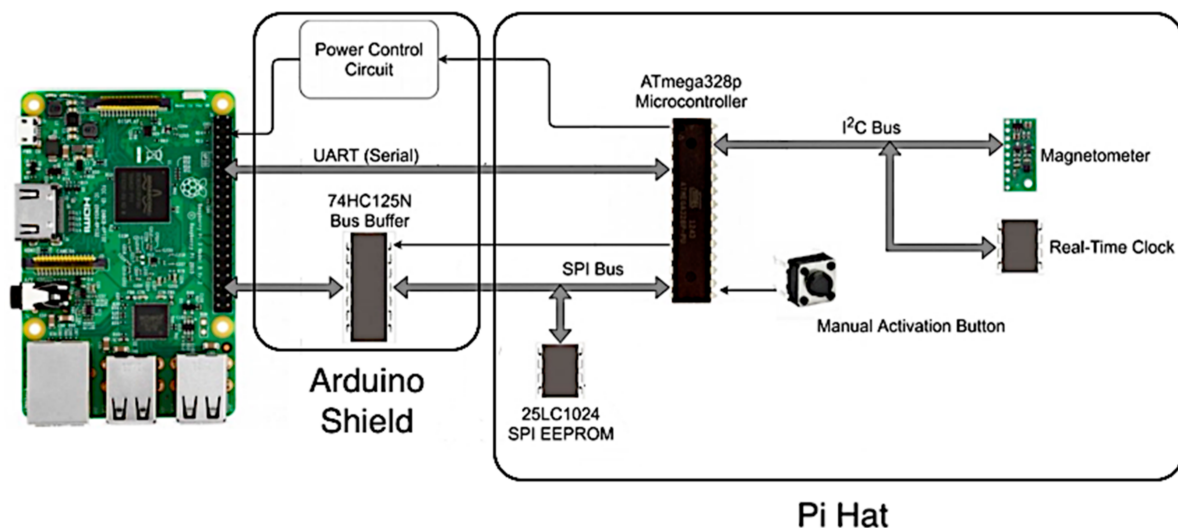 Power Control
Circuit
ATmega328p
Microcontroller
I²C Bus
Magnetometer
UART (Serial)
74HC125N
Bus Buffer
SPI Bus
Real-Time Clock
Manual Activation Button
25LC1024
SPI EEPROM
Arduino
Shield
Pi Hat
HDMI